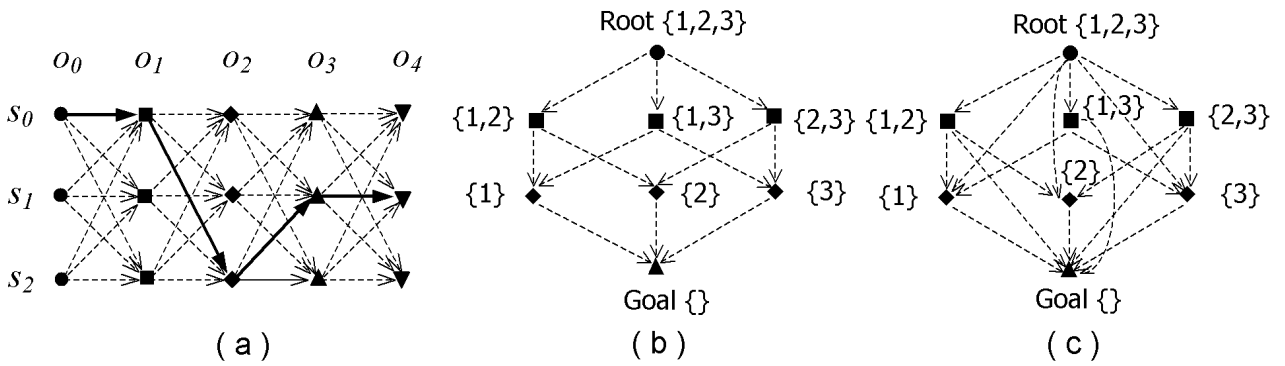 o0 o1 o2 o3 o4
s0
s1
s2
( a )
Root {1,2,3}
{1,2} {1,3} {2,3}
{1} {2} {3}
Goal {}
( b )
Root {1,2,3}
{1,2} {1,3} {2,3}
{2}
{1} {3}
Goal {}
( c )